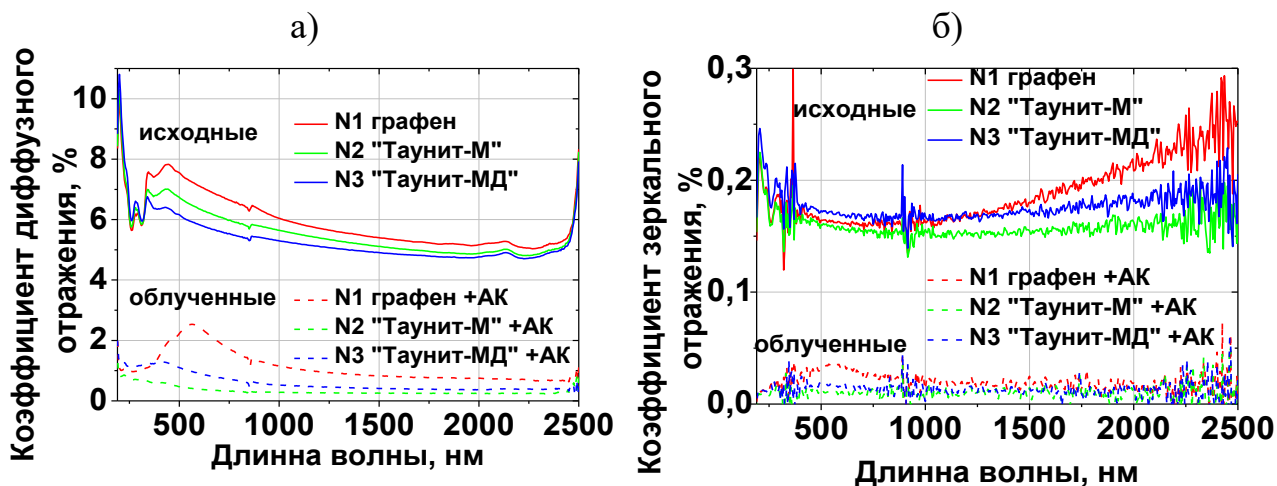 а)
Коэффициент диффузного
отражения, %
10
8
6
4
2
0
исходные
N1 графен
N2 "Таунит-М"
N3 "Таунит-МД"
облученные
N1 графен +АК
N2 "Таунит-М" +АК
N3 "Таунит-МД" +АК
500 1000 1500 2000 2500
Длинна волны, нм
б)
Коэффициент зеркального
отражения, %
0,3
0,2
0,1
0,0
исходные
N1 графен
N2 "Таунит-М"
N3 "Таунит-МД"
облученные
N1 графен +АК
N2 "Таунит-М" +АК
N3 "Таунит-МД" +АК
500 1000 1500 2000 2500
Длинна волны, нм